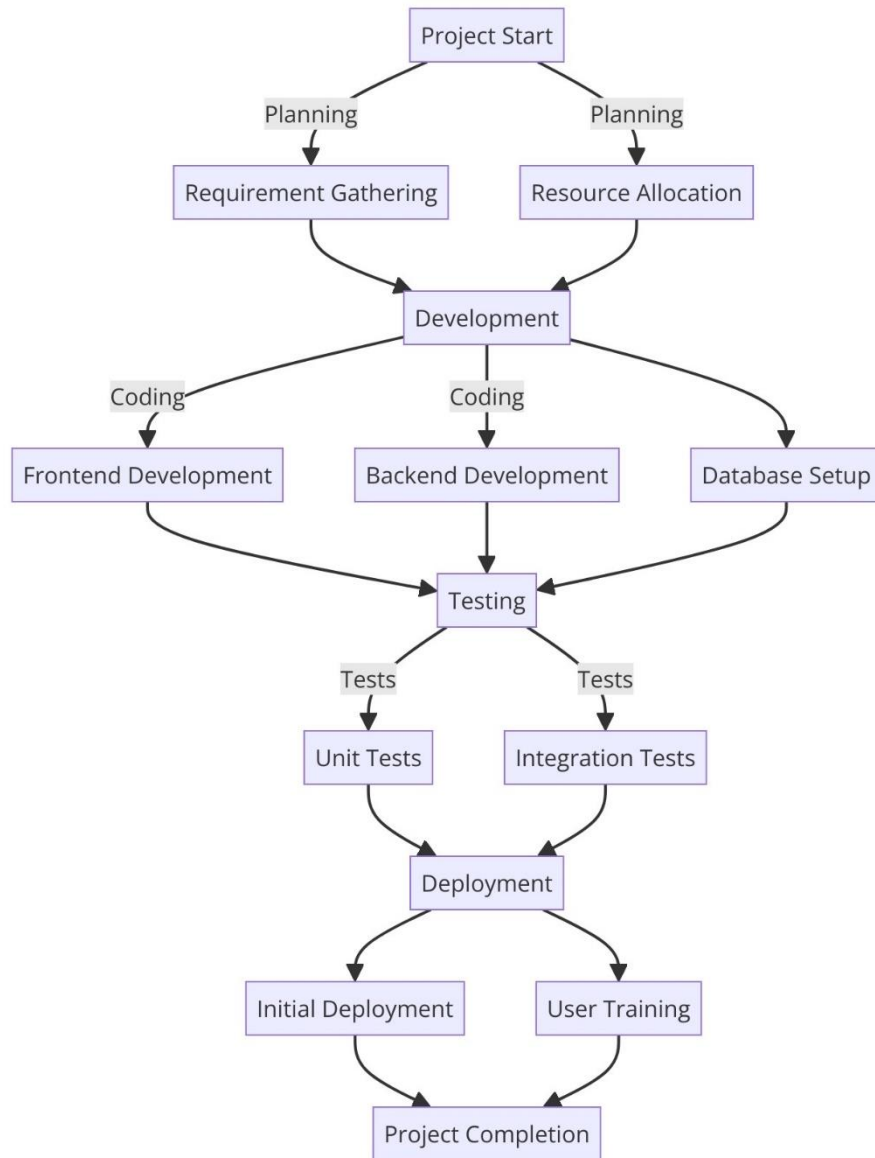 Project Start
Planning
Planning
Requirement Gathering
Resource Allocation
Development
Coding
Coding
Frontend Development
Backend Development
Database Setup
Testing
Tests
Tests
Unit Tests
Integration Tests
Deployment
Initial Deployment
User Training
Project Completion